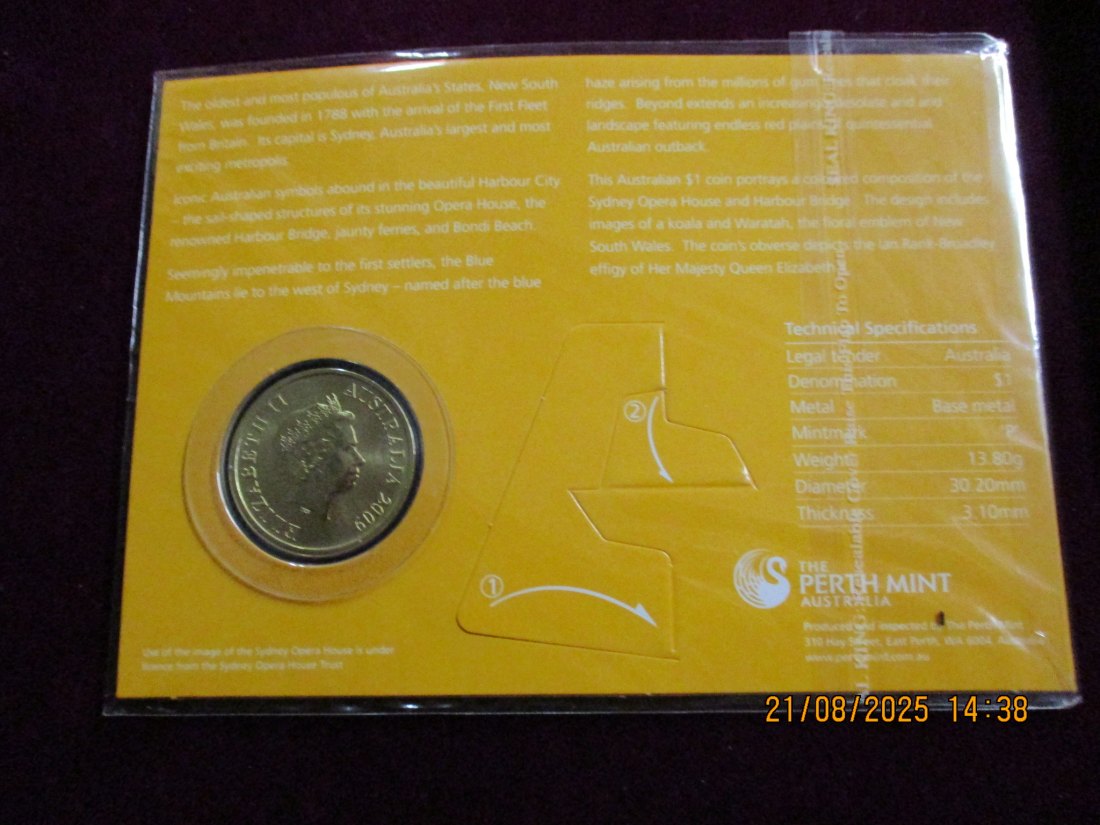 The oldest and most populous of Australia's States, New South
Wales, was founded in 1788 with the arrival of the First Fleet
from Britain. Its capital is Sydney, Australia's largest and most
exciting metropolis.
Iconic Australian symbols abound in the beautiful Harbour City
– the sail-shaped structures of its stunning Opera House, the
renowned Harbour Bridge, jaunty ferries, and Bondi Beach.
Seemingly impenetrable to the first settlers, the Blue
Mountains lie to the west of Sydney – named after the blue
haze arising from the millions of gum trees that cloak their
ridges. Beyond extends an increasingly desolate and arid
landscape featuring endless red plains – quintessential
Australian outback.
This Australian $1 coin portrays a coloured composition of the
Sydney Opera House and Harbour Bridge. The design includes
images of a koala and Waratah, the floral emblem of New
South Wales. The coin's obverse depicts the Ian Rank-Broadley
effigy of Her Majesty Queen Elizabeth
Technical Specifications
Legal tender Australia
Denomination $1
Metal Base metal
Mintmark 'P'
Weight 13.80g
Diameter 30.20mm
Thickness 3.10mm
ELIZABETH II AUSTRALIA 2009
2
1
THE
PERTH MINT
AUSTRALIA
Produced and inspected by The Perth Mint
310 Hay Street, East Perth, WA 6004, Australia
www.perthmint.com.au
Use of the image of the Sydney Opera House is under
licence from the Sydney Opera House Trust
21/08/2025 14:38